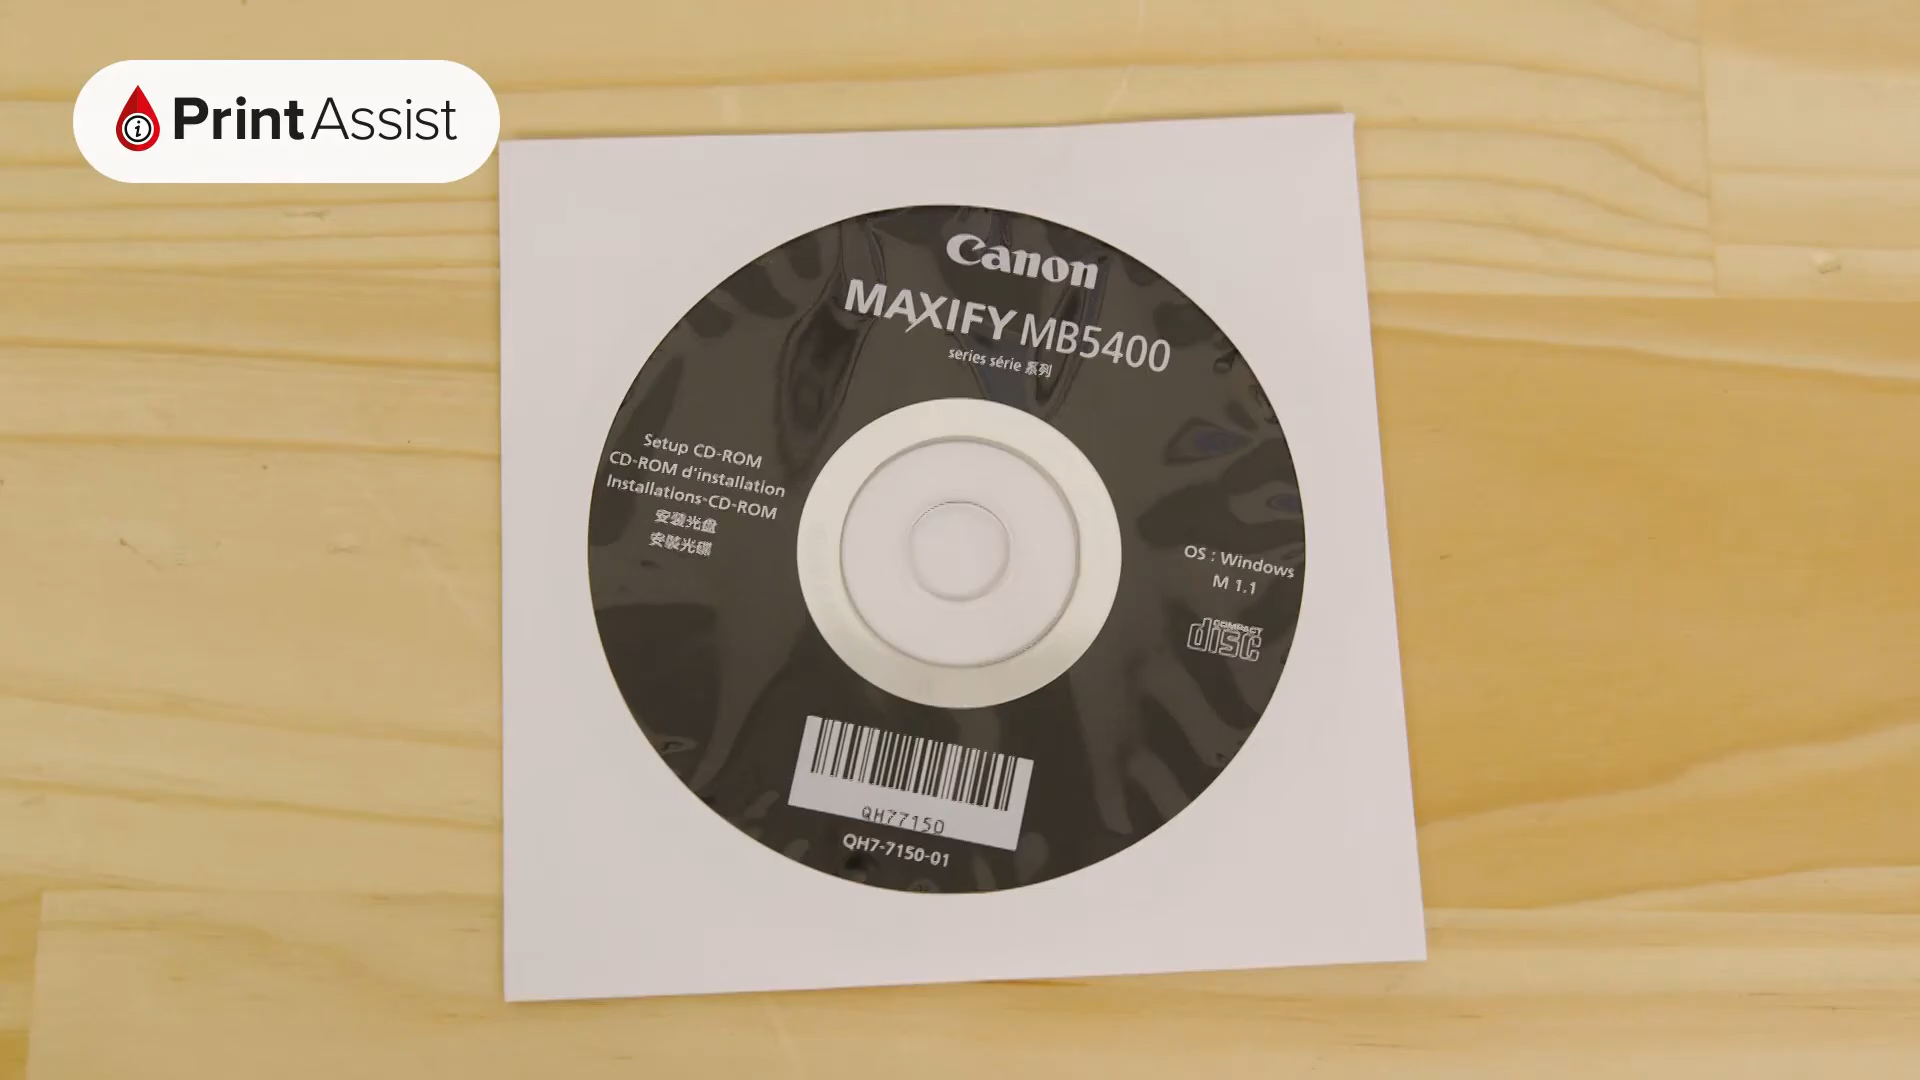 Print Assist
Canon
MAXIFY MB5400
series série 系列
Setup CD-ROM
CD-ROM d'installation
Installations-CD-ROM
安装光盘
安裝光碟
OS : Windows
M 1.1
COMPACT
disc
QH77150
QH7-7150-01